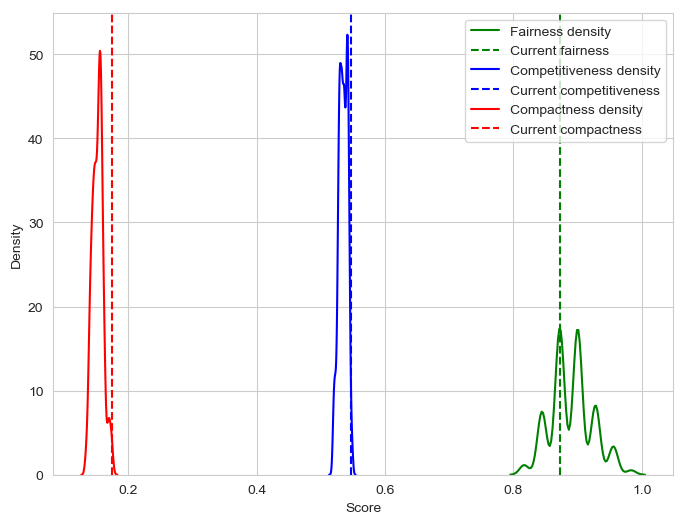 Fairness density
Current fairness
Competitiveness density
Current competitiveness
Compactness density
Current compactness
50
40
30
20
10
0
Density
0.2
0.4
0.6
0.8
1.0
Score